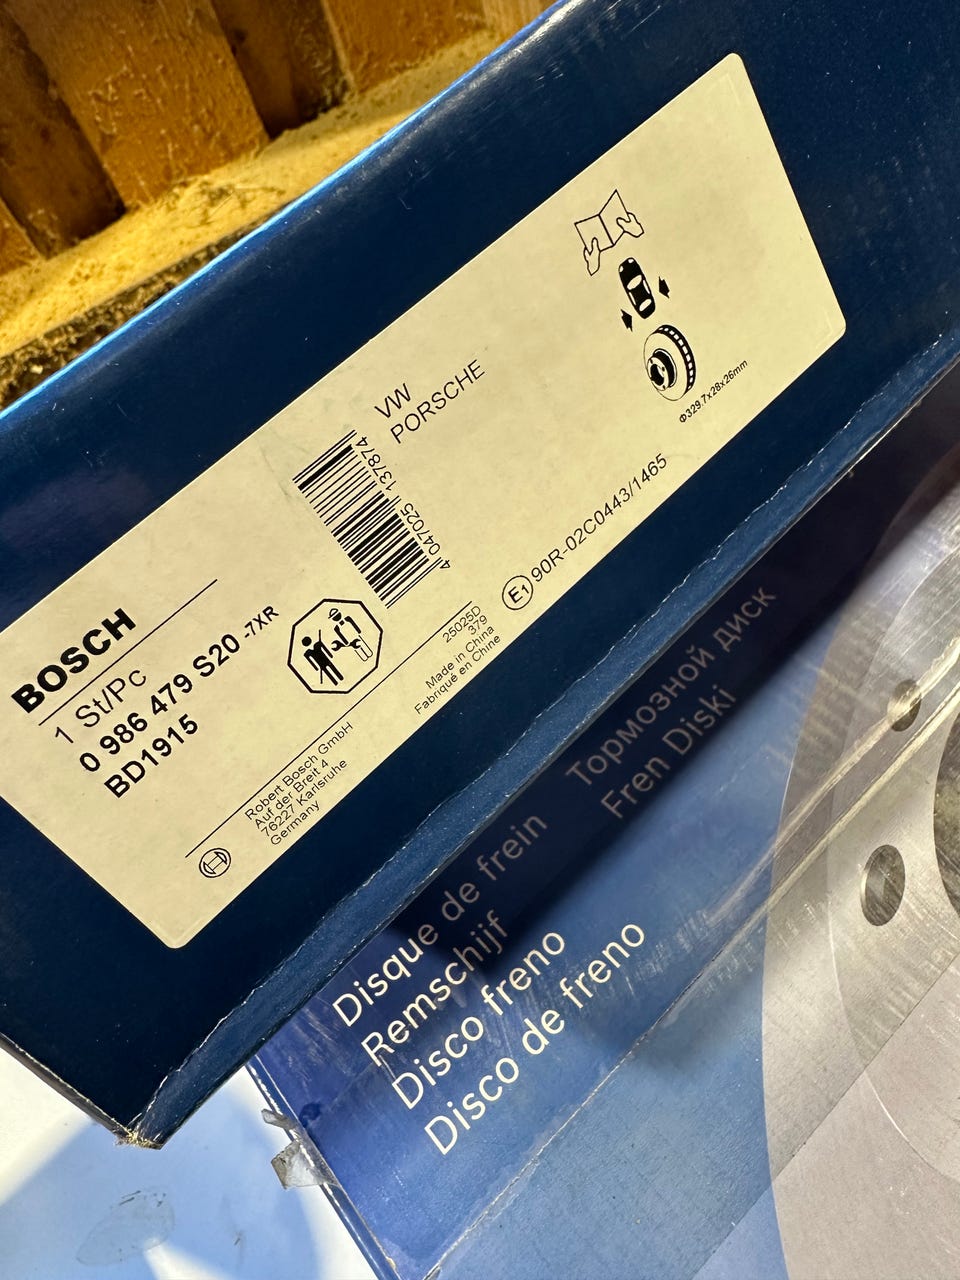 BOSCH
1 St/Pc
0 986 479 S20 -7XR
BD1915
Robert Bosch GmbH
Auf der Breit 4
76227 Karlsruhe
Germany
4 047025 137874
VW
PORSCHE
25025D
379
Made in China
Fabriqué en Chine
E1 90R-02C0443/1465
Φ329.7x28x26mm
Disque de frein
Remschijf
Disco freno
Disco de freno
Тормозной диск
Fren Diski